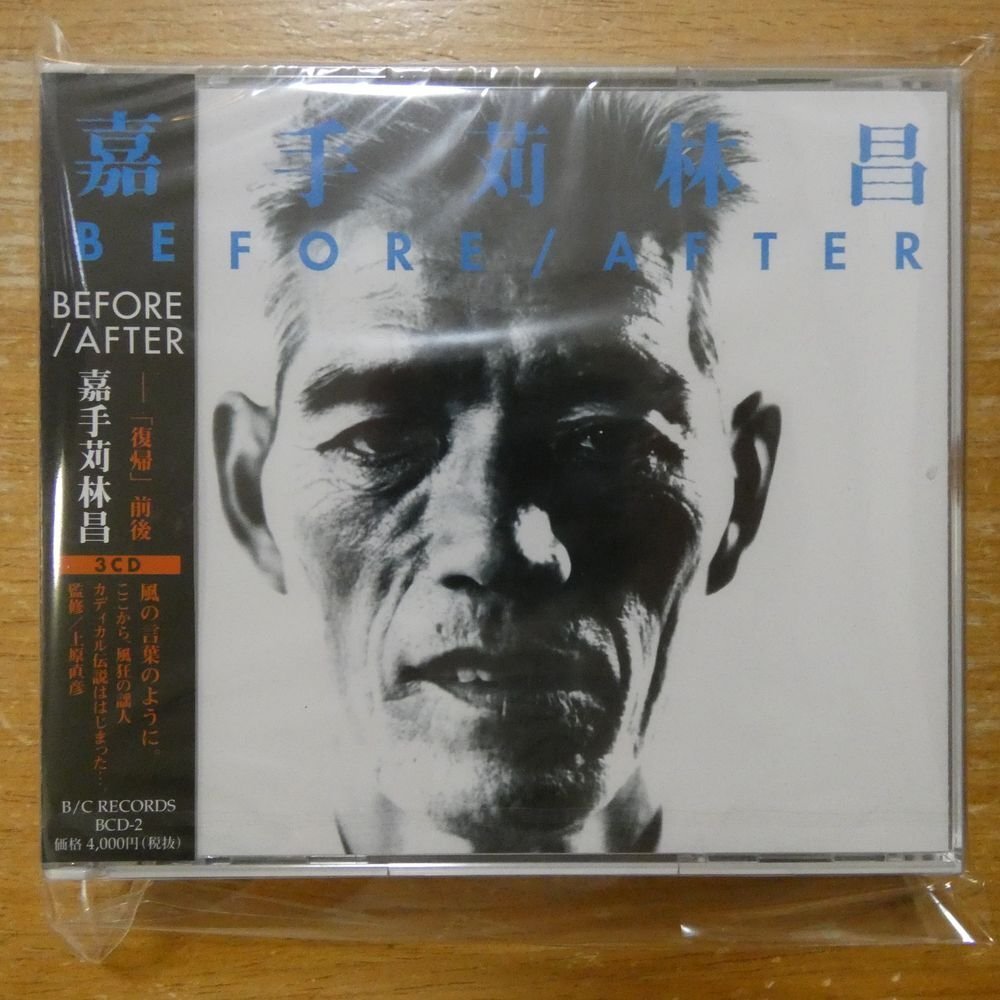 嘉手苅林昌
BEFORE/AFTER
BEFORE
/AFTER
―「復帰」前後
嘉手苅林昌
3CD
風の言葉のように。
ここから、風狂の謡人
カディカル伝説ははじまった…
監修/上原直彦
B/C RECORDS
BCD-2
価格 4,000円(税抜)